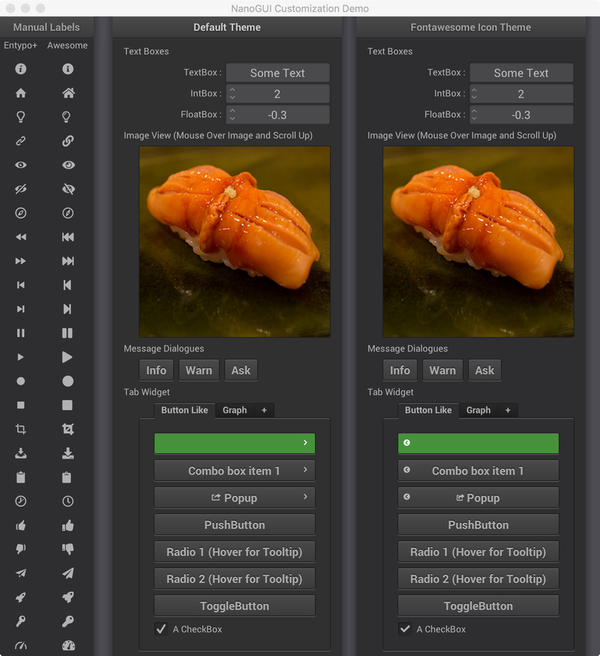 NanoGUI Customization Demo
Manual Labels
Entypo+ Awesome
Default Theme
Text Boxes
TextBox : Some Text
IntBox : 2
FloatBox : -0.3
Image View (Mouse Over Image and Scroll Up)
Message Dialogues
Info Warn Ask
Tab Widget
Button Like Graph +
Combo box item 1
Popup
PushButton
Radio 1 (Hover for Tooltip)
Radio 2 (Hover for Tooltip)
ToggleButton
A CheckBox
Fontawesome Icon Theme
Text Boxes
TextBox : Some Text
IntBox : 2
FloatBox : -0.3
Image View (Mouse Over Image and Scroll Up)
Message Dialogues
Info Warn Ask
Tab Widget
Button Like Graph +
Combo box item 1
Popup
PushButton
Radio 1 (Hover for Tooltip)
Radio 2 (Hover for Tooltip)
ToggleButton
A CheckBox